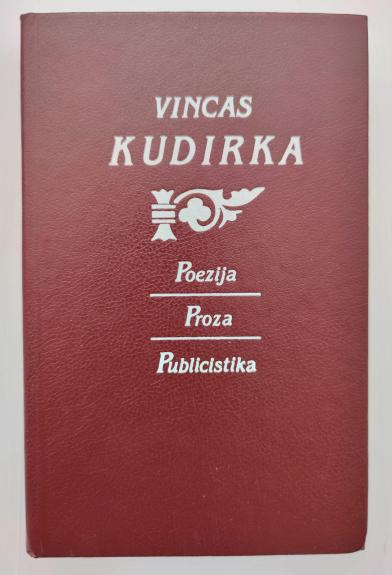 VINCAS
KUDIRKA
Poezija
Proza
Publicistika